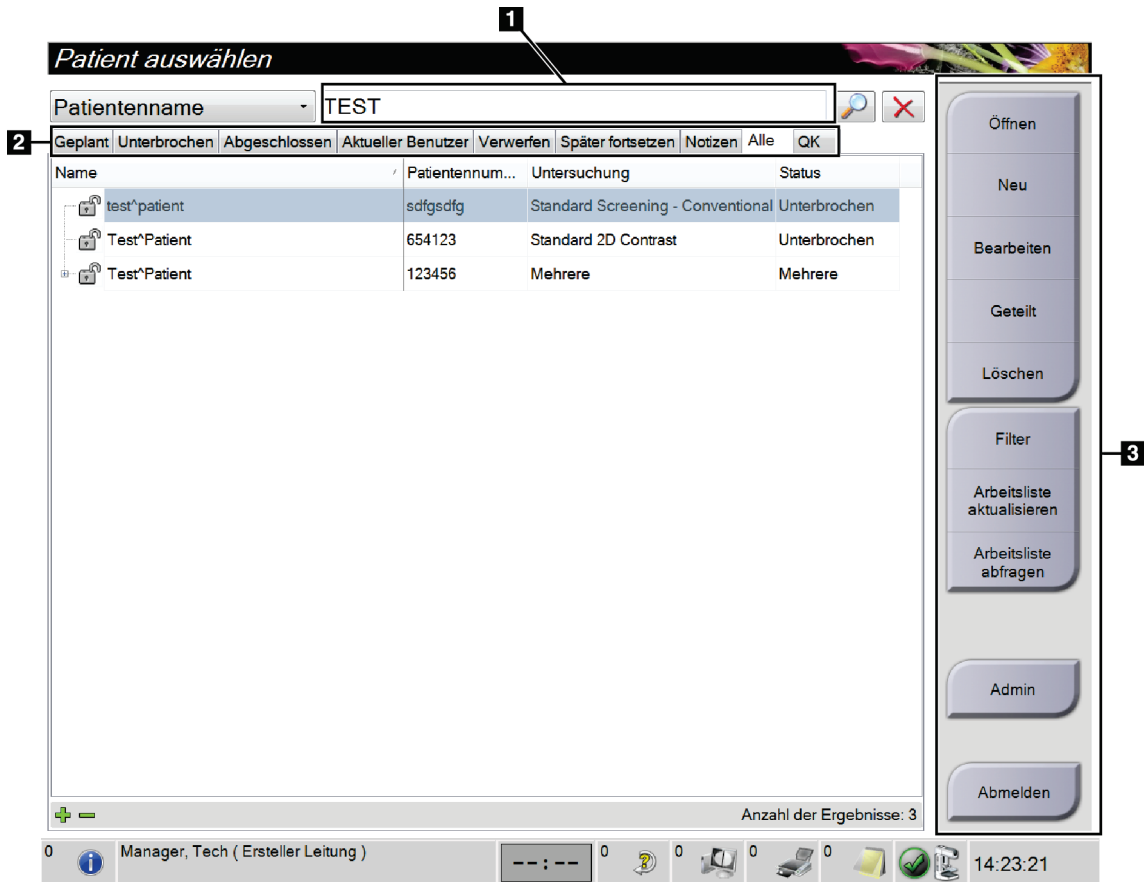 1
Patient auswählen
Patientenname TEST
2
Geplant Unterbrochen Abgeschlossen Aktueller Benutzer Verwerfen Später fortsetzen Notizen Alle QK
Name Patientennum... Untersuchung Status
test^patient sdfgsdfg Standard Screening - Conventional Unterbrochen
Test^Patient 654123 Standard 2D Contrast Unterbrochen
Test^Patient 123456 Mehrere Mehrere
Öffnen
Neu
Bearbeiten
Geteilt
Löschen
Filter
3
Arbeitsliste
aktualisieren
Arbeitsliste
abfragen
Admin
Abmelden
Anzahl der Ergebnisse: 3
0 Manager, Tech ( Ersteller Leitung ) --:-- 0 0 0 0 14:23:21